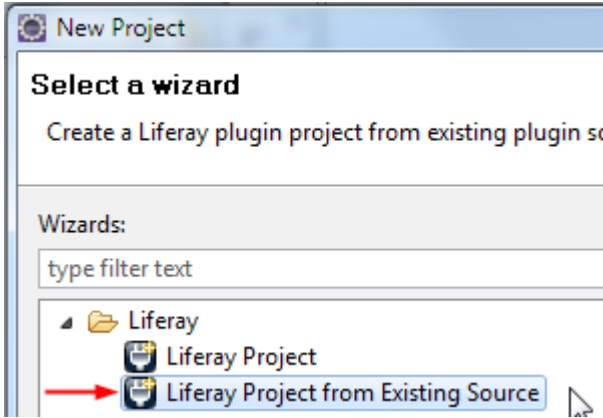 New Project
Select a wizard
Create a Liferay plugin project from existing plugin
Wizards:
type filter text
Liferay
Liferay Project
Liferay Project from Existing Source